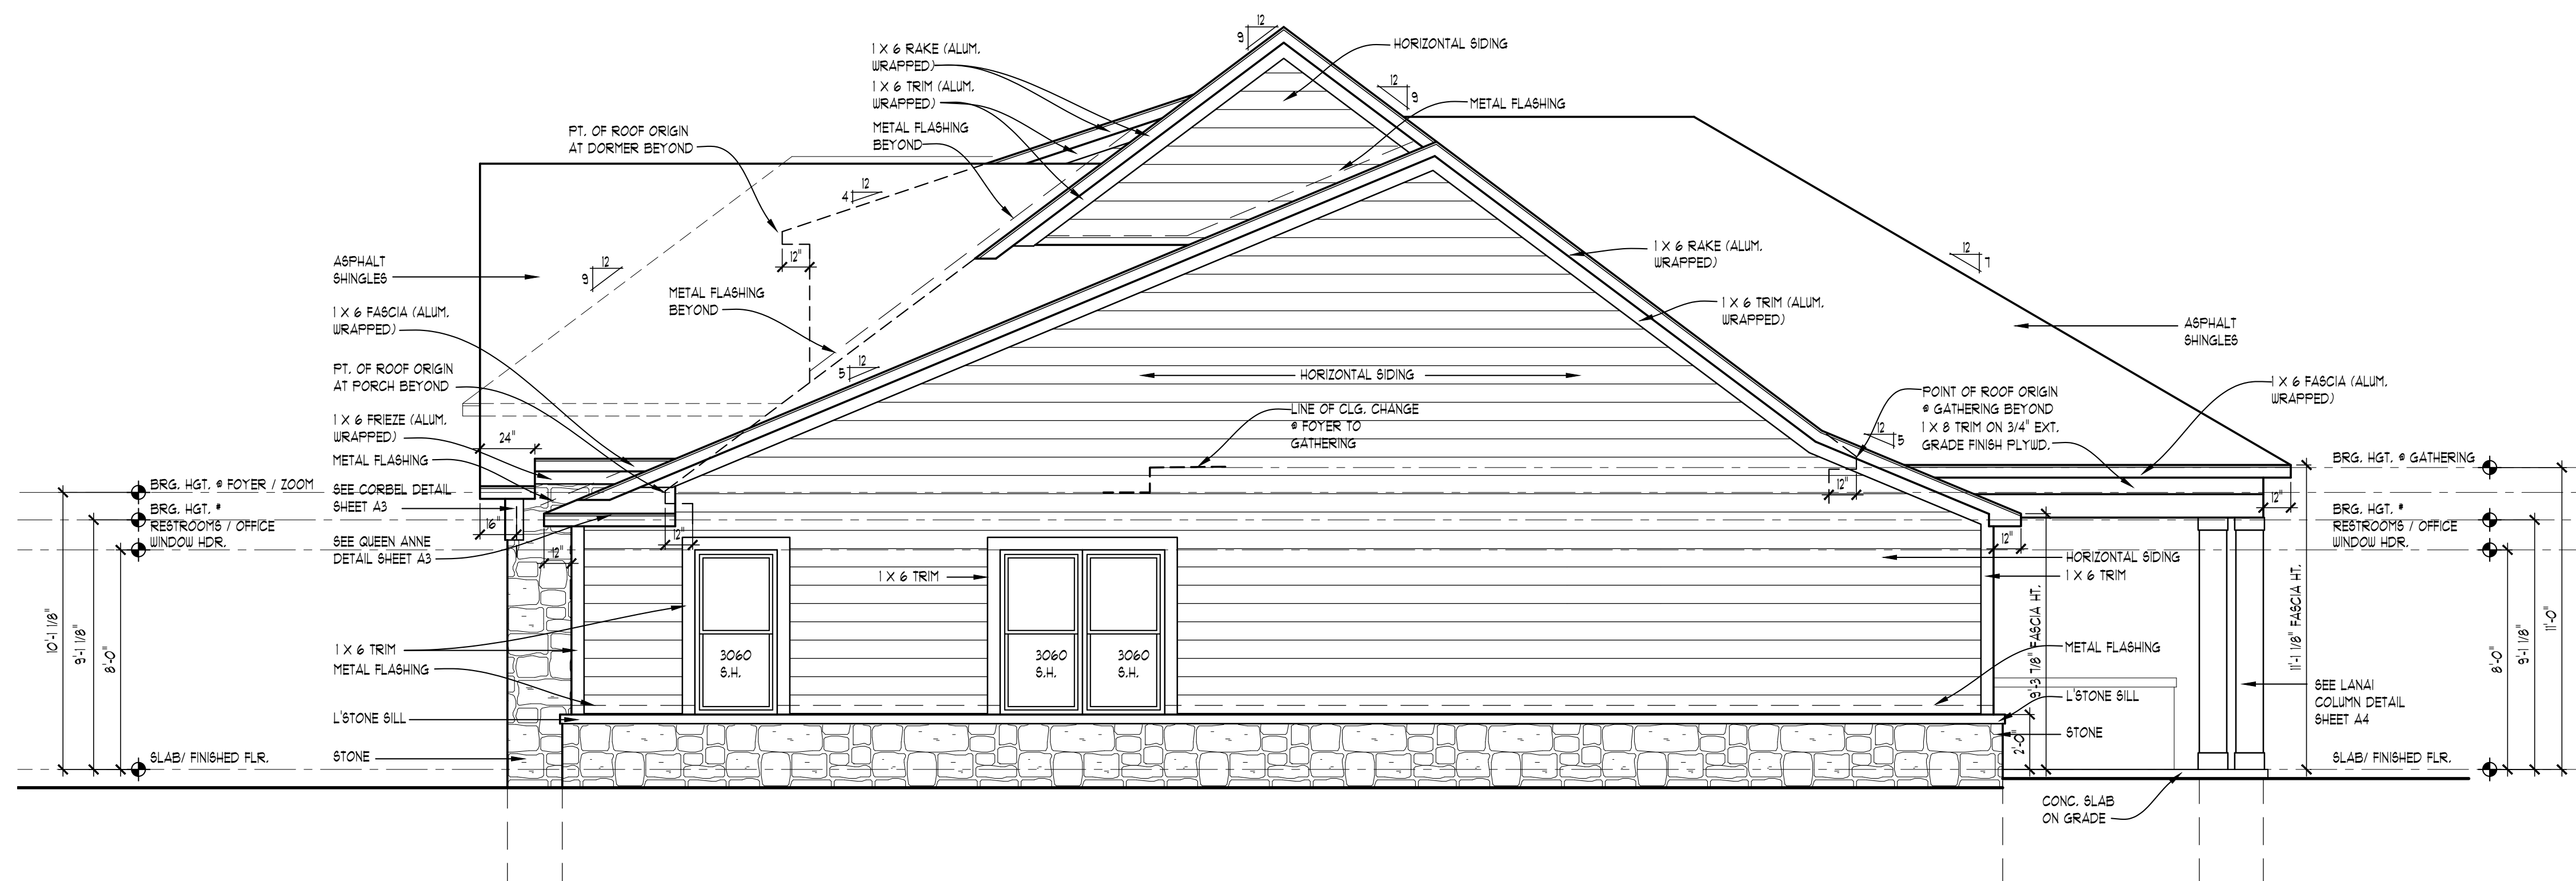 12
9
1 X 6 RAKE (ALUM.
WRAPPED)
HORIZONTAL SIDING
1 X 6 TRIM (ALUM.
WRAPPED)
12
9
METAL FLASHING
METAL FLASHING
BEYOND
PT. OF ROOF ORIGIN
AT DORMER BEYOND
12
4
12"
ASPHALT
SHINGLES
12
9
METAL FLASHING
BEYOND
1 X 6 RAKE (ALUM.
WRAPPED)
12
7
1 X 6 TRIM (ALUM.
WRAPPED)
ASPHALT
SHINGLES
1 X 6 FASCIA (ALUM.
WRAPPED)
PT. OF ROOF ORIGIN
AT PORCH BEYOND
12
5
HORIZONTAL SIDING
POINT OF ROOF ORIGIN
@ GATHERING BEYOND
1 X 8 TRIM ON 3/4" EXT.
GRADE FINISH PLYWD.
1 X 6 FASCIA (ALUM.
WRAPPED)
1 X 6 FRIEZE (ALUM.
WRAPPED)
24"
LINE OF CLG. CHANGE
@ FOYER TO
GATHERING
12
5
METAL FLASHING
BRG. HGT. @ GATHERING
BRG. HGT. @ FOYER / ZOOM
SEE CORBEL DETAIL
SHEET A3
12"
12"
BRG. HGT. #
RESTROOMS / OFFICE
WINDOW HDR.
16"
BRG. HGT. #
RESTROOMS / OFFICE
WINDOW HDR.
SEE QUEEN ANNE
DETAIL SHEET A3
12"
12"
12"
HORIZONTAL SIDING
1 X 6 TRIM
1 X 6 TRIM
10'-1 1/8"
9'-1 1/8"
8'-0"
9'-3 7/8" FASCIA HT.
11'-1 1/8" FASCIA HT.
8'-0"
9'-1 1/8"
11'-0"
1 X 6 TRIM
METAL FLASHING
3060
S.H.
3060
S.H.
3060
S.H.
METAL FLASHING
L'STONE SILL
SEE LANAI
COLUMN DETAIL
SHEET A4
L'STONE SILL
STONE
2'-0"
SLAB/ FINISHED FLR.
STONE
SLAB/ FINISHED FLR.
CONC. SLAB
ON GRADE